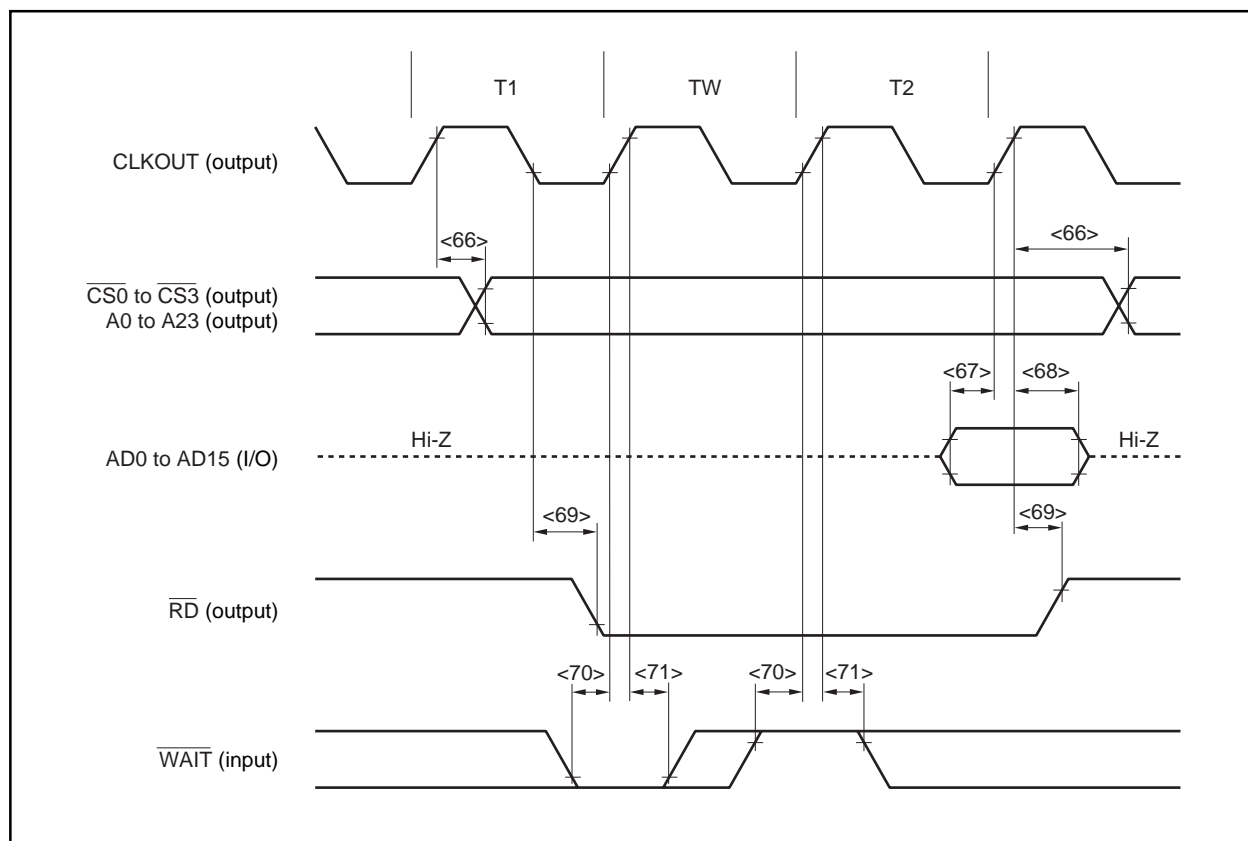 T1 TW T2
CLKOUT (output)
<66> <66>
CS0 to CS3 (output)
A0 to A23 (output)
<67> <68>
Hi-Z Hi-Z
AD0 to AD15 (I/O)
<69> <69>
RD (output)
<70> <71> <70> <71>
WAIT (input)